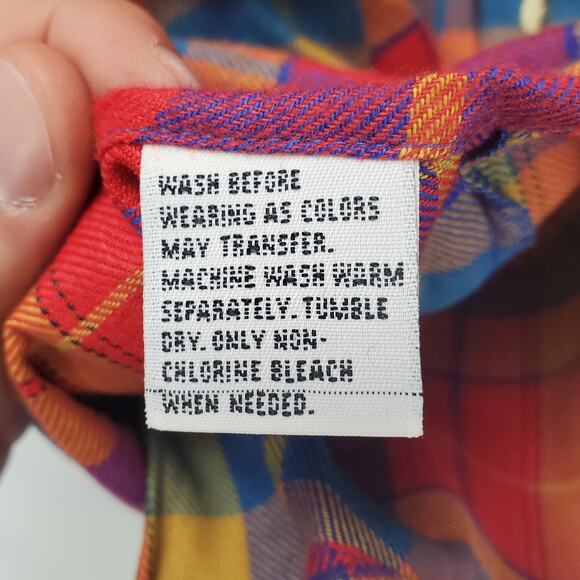 WASH BEFORE
WEARING AS COLORS
MAY TRANSFER.
MACHINE WASH WARM
SEPARATELY. TUMBLE
DRY. ONLY NON-
CHLORINE BLEACH
WHEN NEEDED.